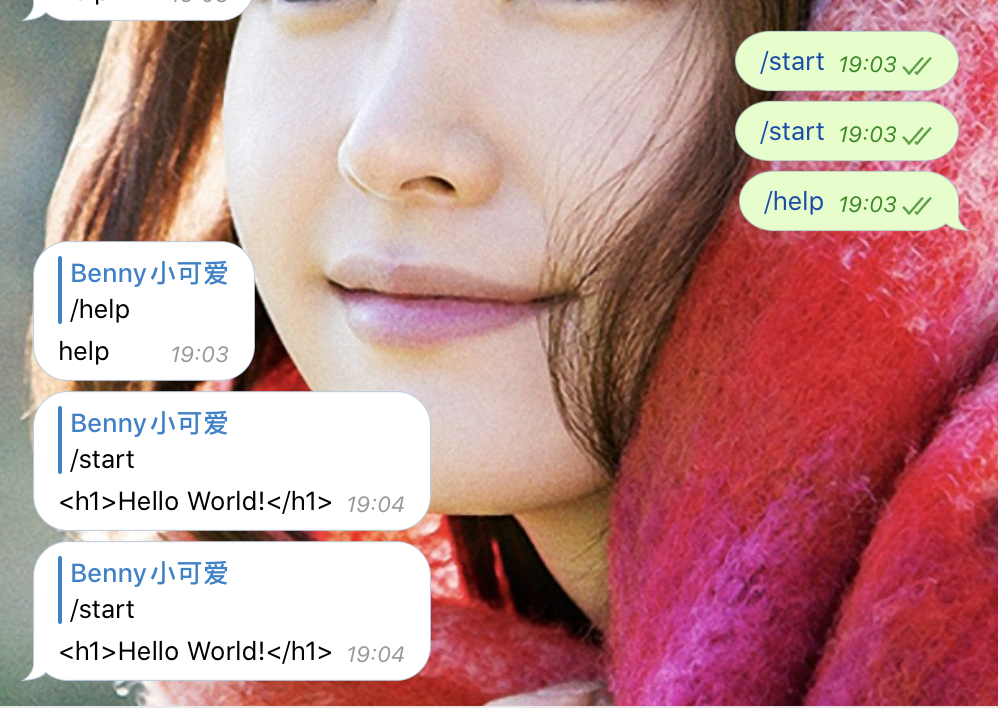 /start 19:03
/start 19:03
/help 19:03
Benny小可爱
/help
help 19:03
Benny小可爱
/start
<h1>Hello World!</h1> 19:04
Benny小可爱
/start
<h1>Hello World!</h1> 19:04